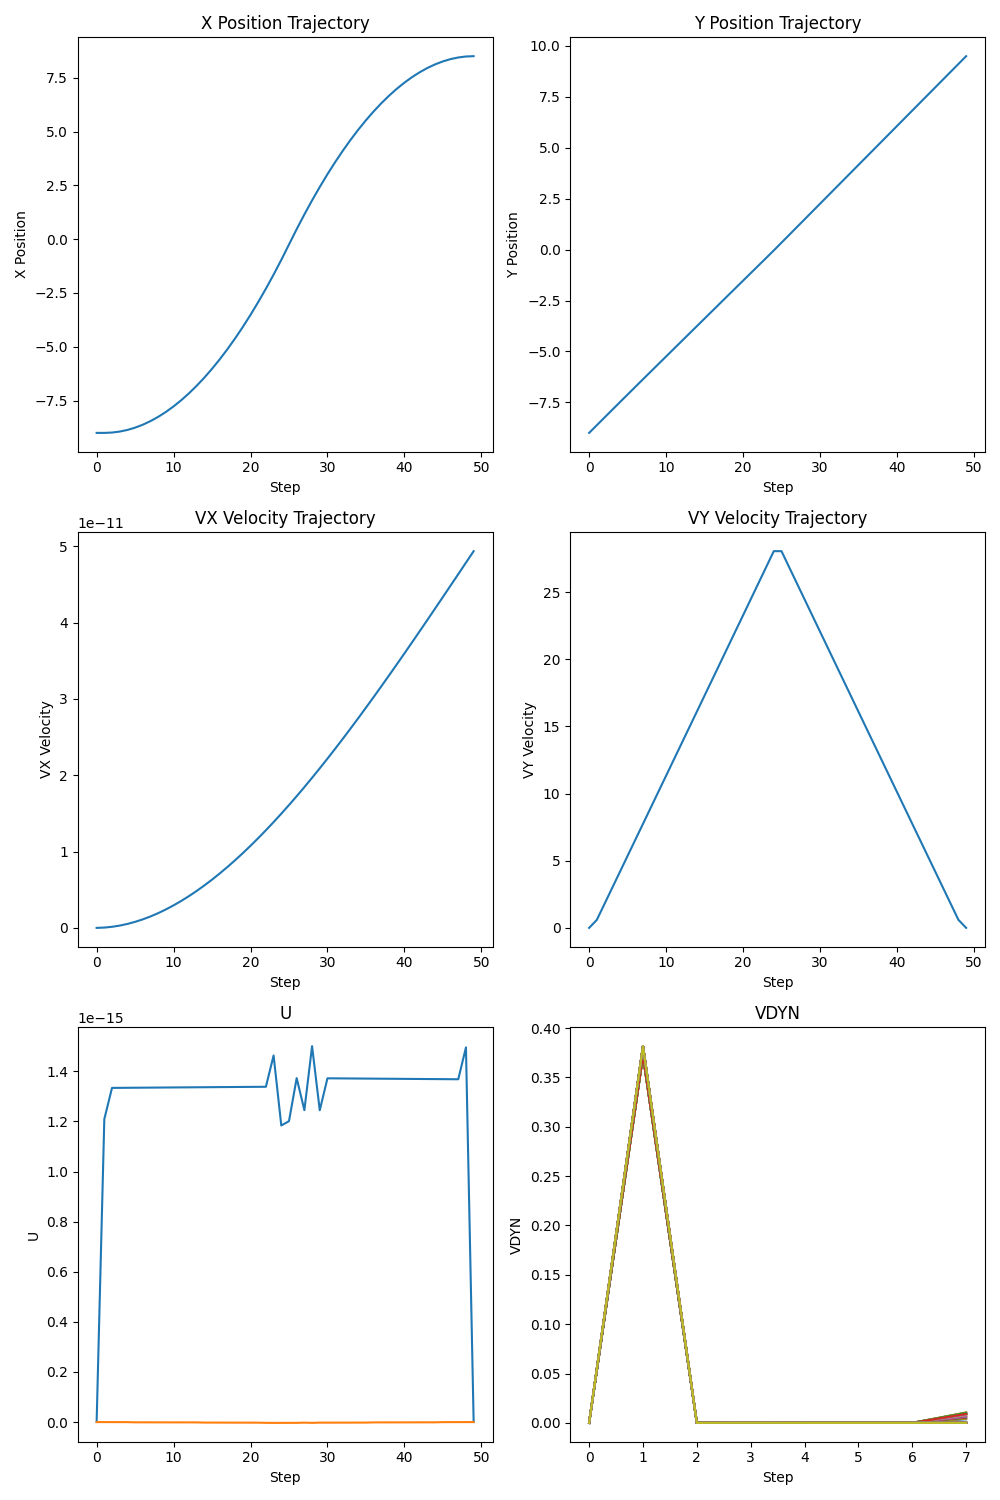 X Position Trajectory
X Position
7.5
5.0
2.5
0.0
−2.5
−5.0
−7.5
0 10 20 30 40 50
Step
Y Position Trajectory
Y Position
10.0
7.5
5.0
2.5
0.0
−2.5
−5.0
−7.5
0 10 20 30 40 50
Step
VX Velocity Trajectory
1e−11
VX Velocity
5
4
3
2
1
0
0 10 20 30 40 50
Step
VY Velocity Trajectory
VY Velocity
25
20
15
10
5
0
0 10 20 30 40 50
Step
U
1e−15
U
1.4
1.2
1.0
0.8
0.6
0.4
0.2
0.0
0 10 20 30 40 50
Step
VDYN
VDYN
0.40
0.35
0.30
0.25
0.20
0.15
0.10
0.05
0.00
0 1 2 3 4 5 6 7
Step